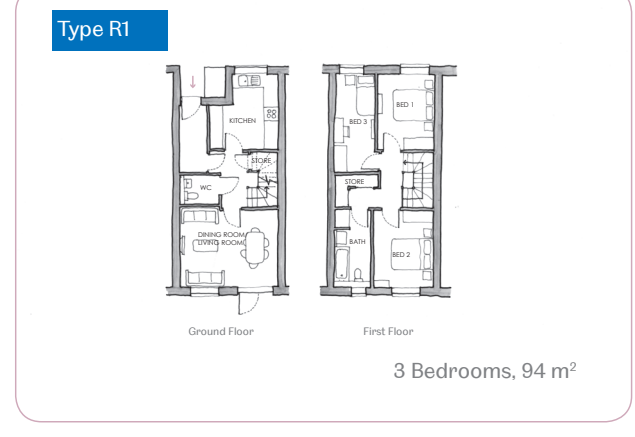 Type R1
KITCHEN
STORE
WC
DINING ROOM/
LIVING ROOM
Ground Floor
BED 3
BED 1
STORE
BATH
BED 2
First Floor
3 Bedrooms, 94 m²